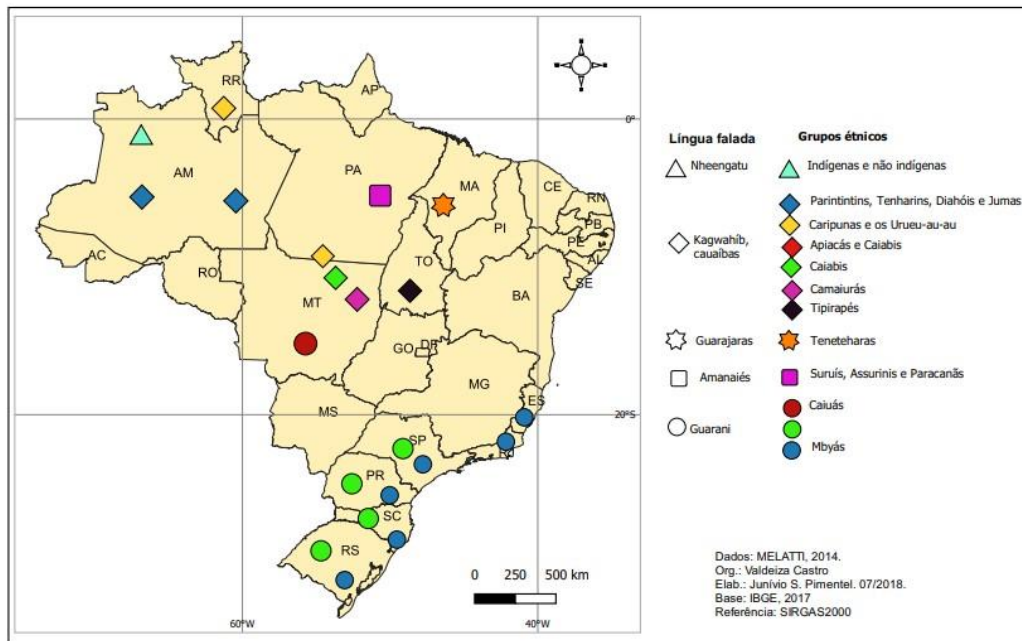 RR
AP
0°
AM
PA
MA
CE
RN
PB
PE
AL
SE
PI
AC
RO
TO
BA
MT
GO
DF
MG
ES
MS
20°S
SP
RJ
PR
SC
RS
60°W
40°W
0 250 500 km
Língua falada
Nheengatu
Kagwahíb,
cauaíbas
Guarajaras
Amanaiés
Guarani
Grupos étnicos
Indígenas e não indígenas
Parintintins, Tenharins, Diahóis e Jumas
Caripunas e os Urueu-au-au
Apiacás e Caiabis
Caiabis
Camaiurás
Tipirapés
Teneteharas
Suruís, Assurinis e Paracanãs
Caiuás
Mbyás
Dados: MELATTI, 2014.
Org.: Valdeiza Castro
Elab.: Junívio S. Pimentel. 07/2018.
Base: IBGE, 2017
Referência: SIRGAS2000